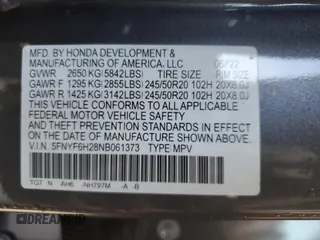 MFD. BY HONDA DEVELOPMENT &
MANUFACTURING OF AMERICA, LLC 06/22
GVWR 2650 KG(5842LBS) TIRE SIZE RIM SIZE
GAWR F 1295 KG(2855LBS) 245/50R20 102H 20X8.0J
GAWR R 1425 KG(3142LBS) 245/50R20 102H 20X8.0J
THIS VEHICLE CONFORMS TO ALL APPLICABLE
FEDERAL MOTOR VEHICLE SAFETY
AND THEFT PREVENTION STANDARDS IN EFFECT
ON THE DATE OF MANUFACTURE SHOWN ABOVE.
V.I.N. 5FNYF6H28NB061373 TYPE:MPV
TG7 NH797M -A -B